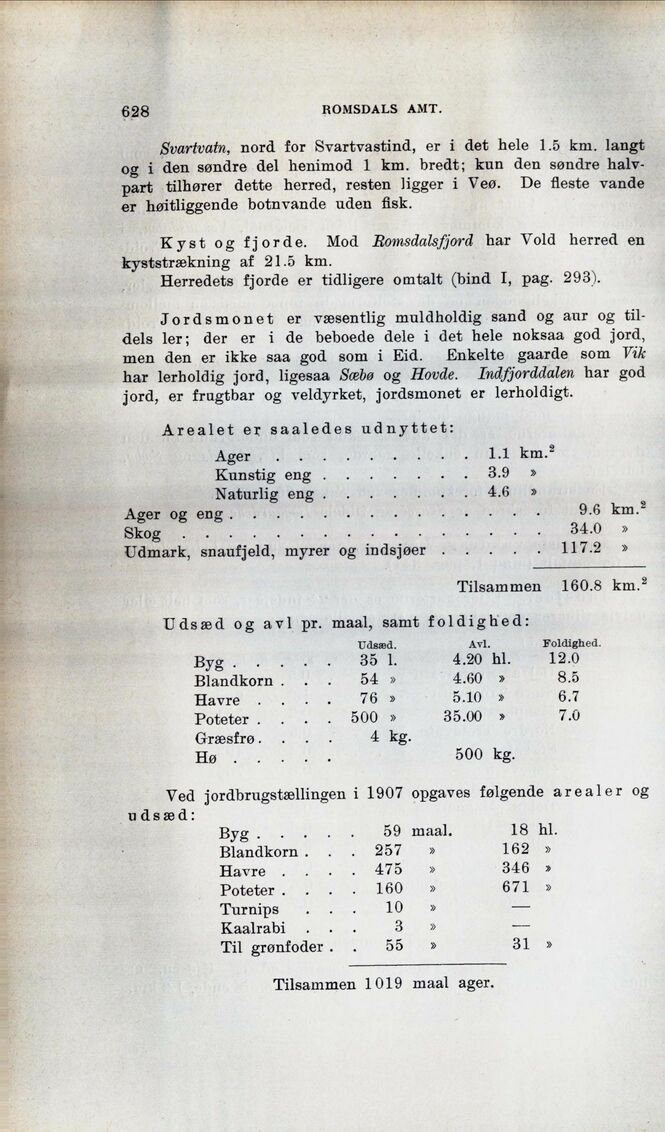 628 ROMSDALS AMT.
Svartvatn, nord for Svartvastind, er i det hele 1.5 km. langt
og i den søndre del henimod 1 km. bredt; kun den søndre halv-
part tilhører dette herred, resten ligger i Veø. De fleste vande
er høitliggende botnvande uden fisk.
Kyst og fjorde. Mod Romsdalsfjord har Vold herred en
kyststrækning af 21.5 km.
Herredets fjorde er tidligere omtalt (bind I, pag. 293).
Jordsmonet er væsentlig muldholdig sand og aur og til-
dels ler; der er i de beboede dele i det hele noksaa god jord,
men den er ikke saa god som i Eid. Enkelte gaarde som Vik
har lerholdig jord, ligesaa Sæbø og Hovde. Indfjorddalen har god
jord, er frugtbar og veldyrket, jordsmonet er lerholdigt.
Arealet er saaledes udnyttet:
Ager . . . . . . . . . 1.1 km.²
Kunstig eng . . . . . . . 3.9 »
Naturlig eng . . . . . . . 4.6 »
Ager og eng . . . . . . . . . . . . . . 9.6 km.²
Skog . . . . . . . . . . . . . . . . 34.0 »
Udmark, snaufjeld, myrer og indsjøer . . . . . 117.2 »
Tilsammen 160.8 km.²
Udsæd og avl pr. maal, samt foldighed:
Udsæd. Avl. Foldighed.
Byg . . . . . 35 l. 4.20 hl. 12.0
Blandkorn . . . 54 » 4.60 » 8.5
Havre . . . . 76 » 5.10 » 6.7
Poteter . . . . 500 » 35.00 » 7.0
Græsfrø . . . . 4 kg.
Hø . . . . . 500 kg.
Ved jordbrugstællingen i 1907 opgaves følgende arealer og
udsæd:
Byg . . . . . 59 maal. 18 hl.
Blandkorn . . . 257 » 162 »
Havre . . . . 475 » 346 »
Poteter . . . . 160 » 671 »
Turnips . . . 10 » —
Kaalrabi . . . 3 » —
Til grønfoder . . 55 » 31 »
Tilsammen 1019 maal ager.